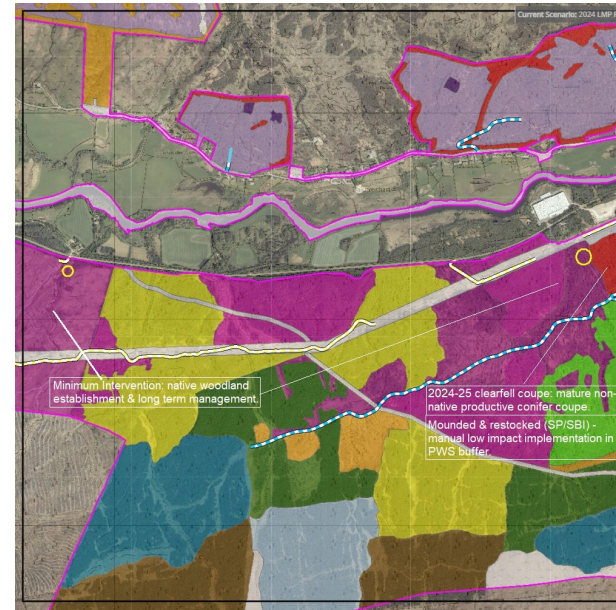 Current Scenario: 2024 LMP
Minimum Intervention: native woodland
establishment & long term management.
2024-25 clearfell coupe: mature non-
native productive conifer coupe.
Mounded & restocked (SP/SBI) -
manual low impact implementation in
PWS buffer.